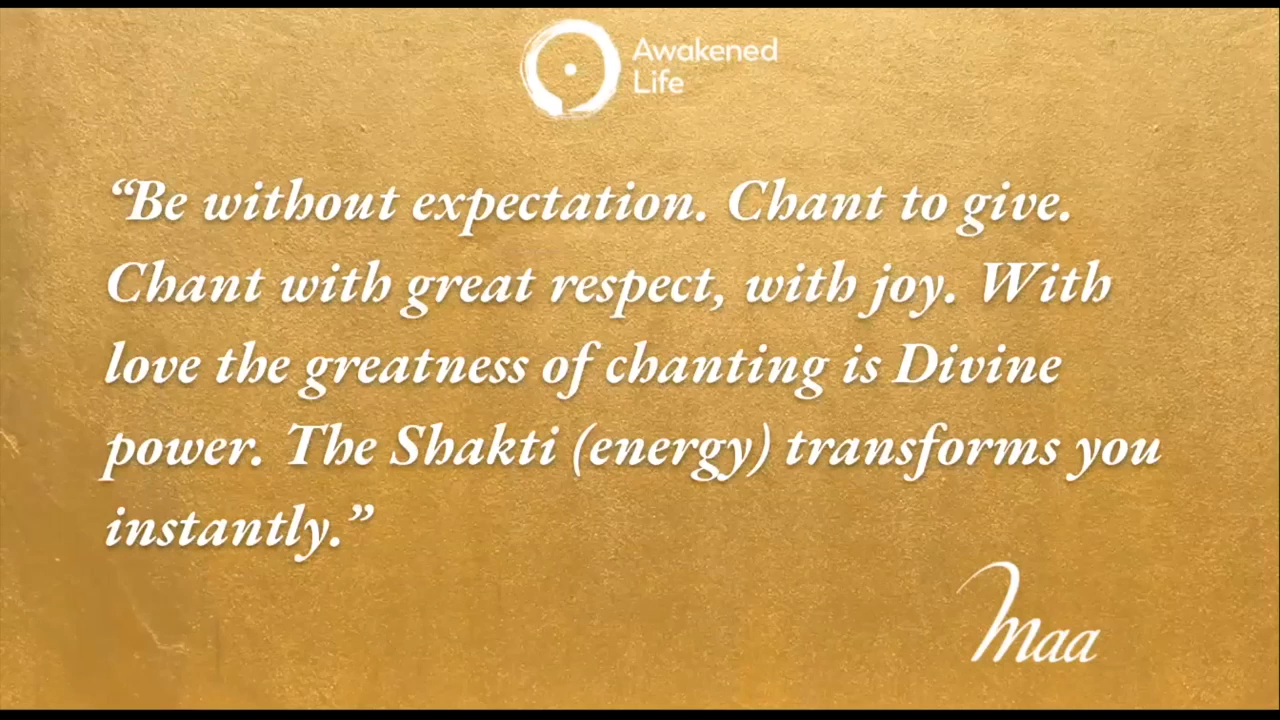 Awakened
Life
“Be without expectation. Chant to give.
Chant with great respect, with joy. With
love the greatness of chanting is Divine
power. The Shakti (energy) transforms you
instantly.”
Maa